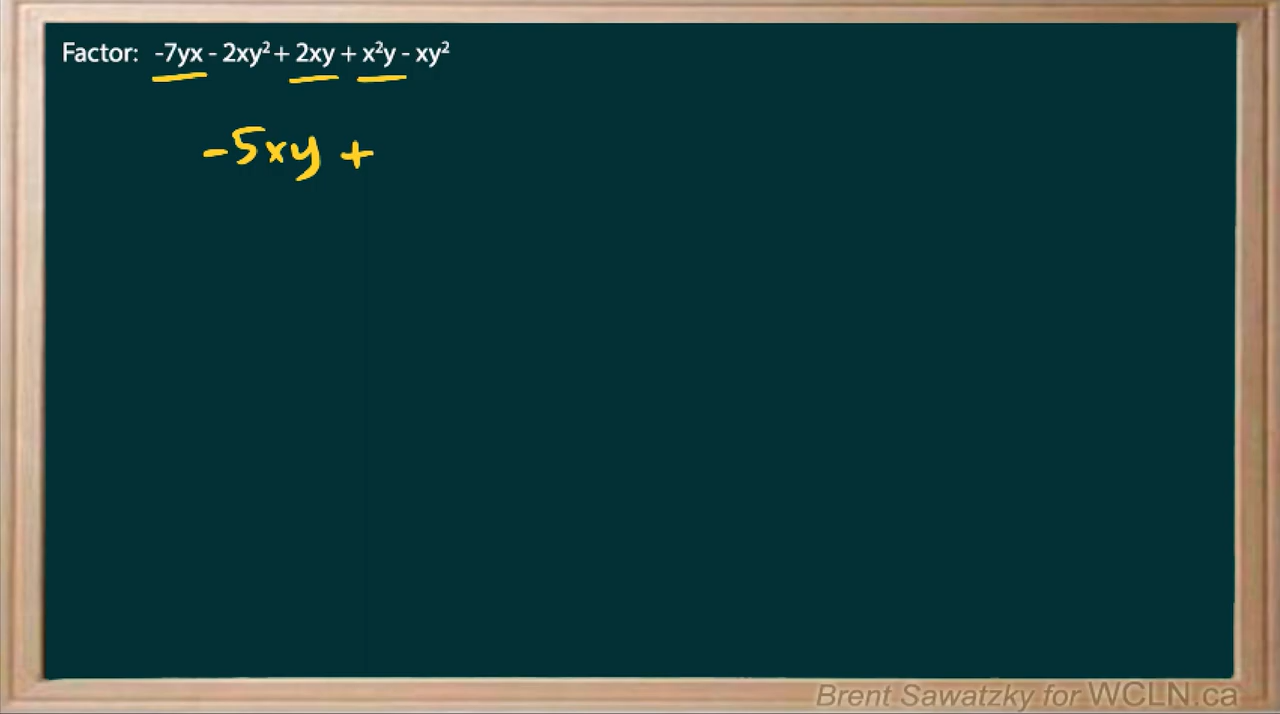 Factor: -7yx - 2xy² + 2xy + x²y - xy²
-5xy +
Brent Sawatzky for WCLN.ca